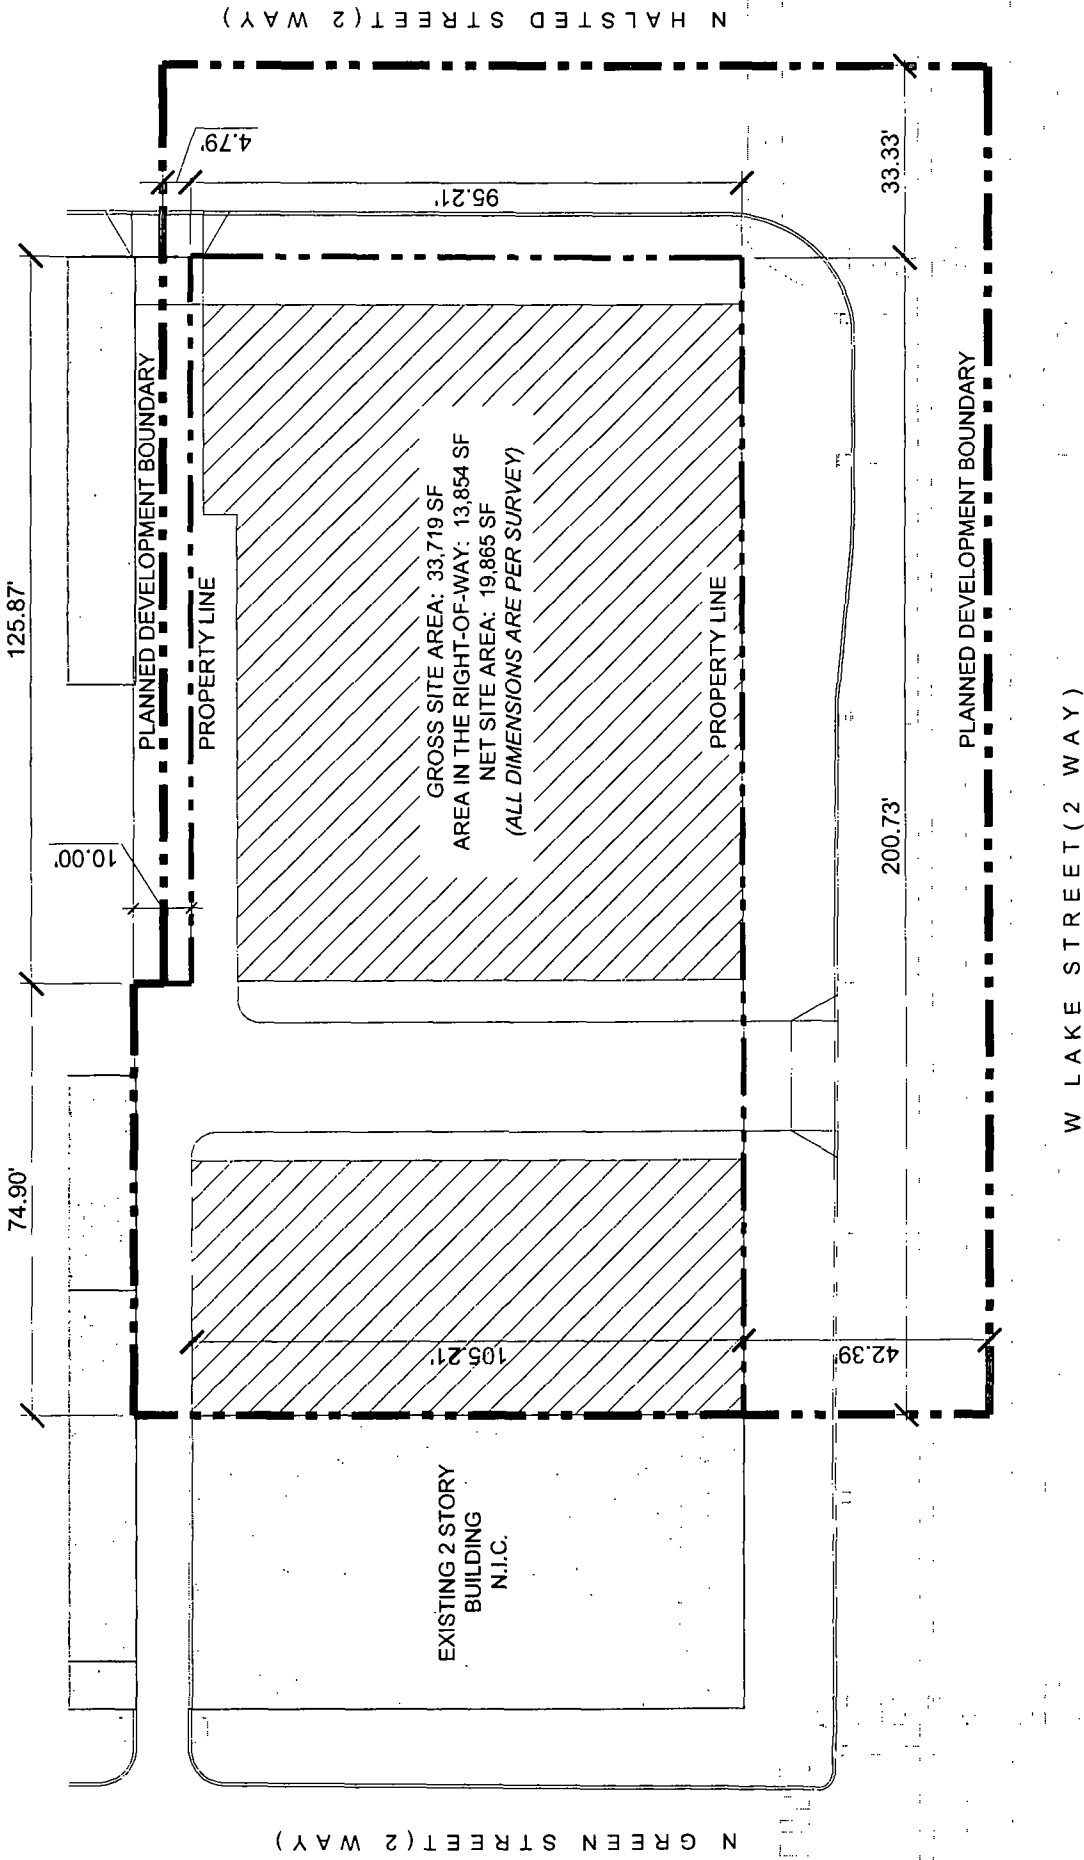 N HALSTED STREET(2 WAY)
4.79'
95.21'
33.33'
125.87'
PLANNED DEVELOPMENT BOUNDARY
PROPERTY LINE
GROSS SITE AREA: 33,719 SF
AREA IN THE RIGHT-OF-WAY: 13,854 SF
NET SITE AREA: 19,865 SF
(ALL DIMENSIONS ARE PER SURVEY)
PROPERTY LINE
PLANNED DEVELOPMENT BOUNDARY
10.00'
200.73'
W LAKE STREET(2 WAY)
74.90'
105.21'
42.39'
EXISTING 2 STORY
BUILDING
N.I.C.
N GREEN STREET(2 WAY)